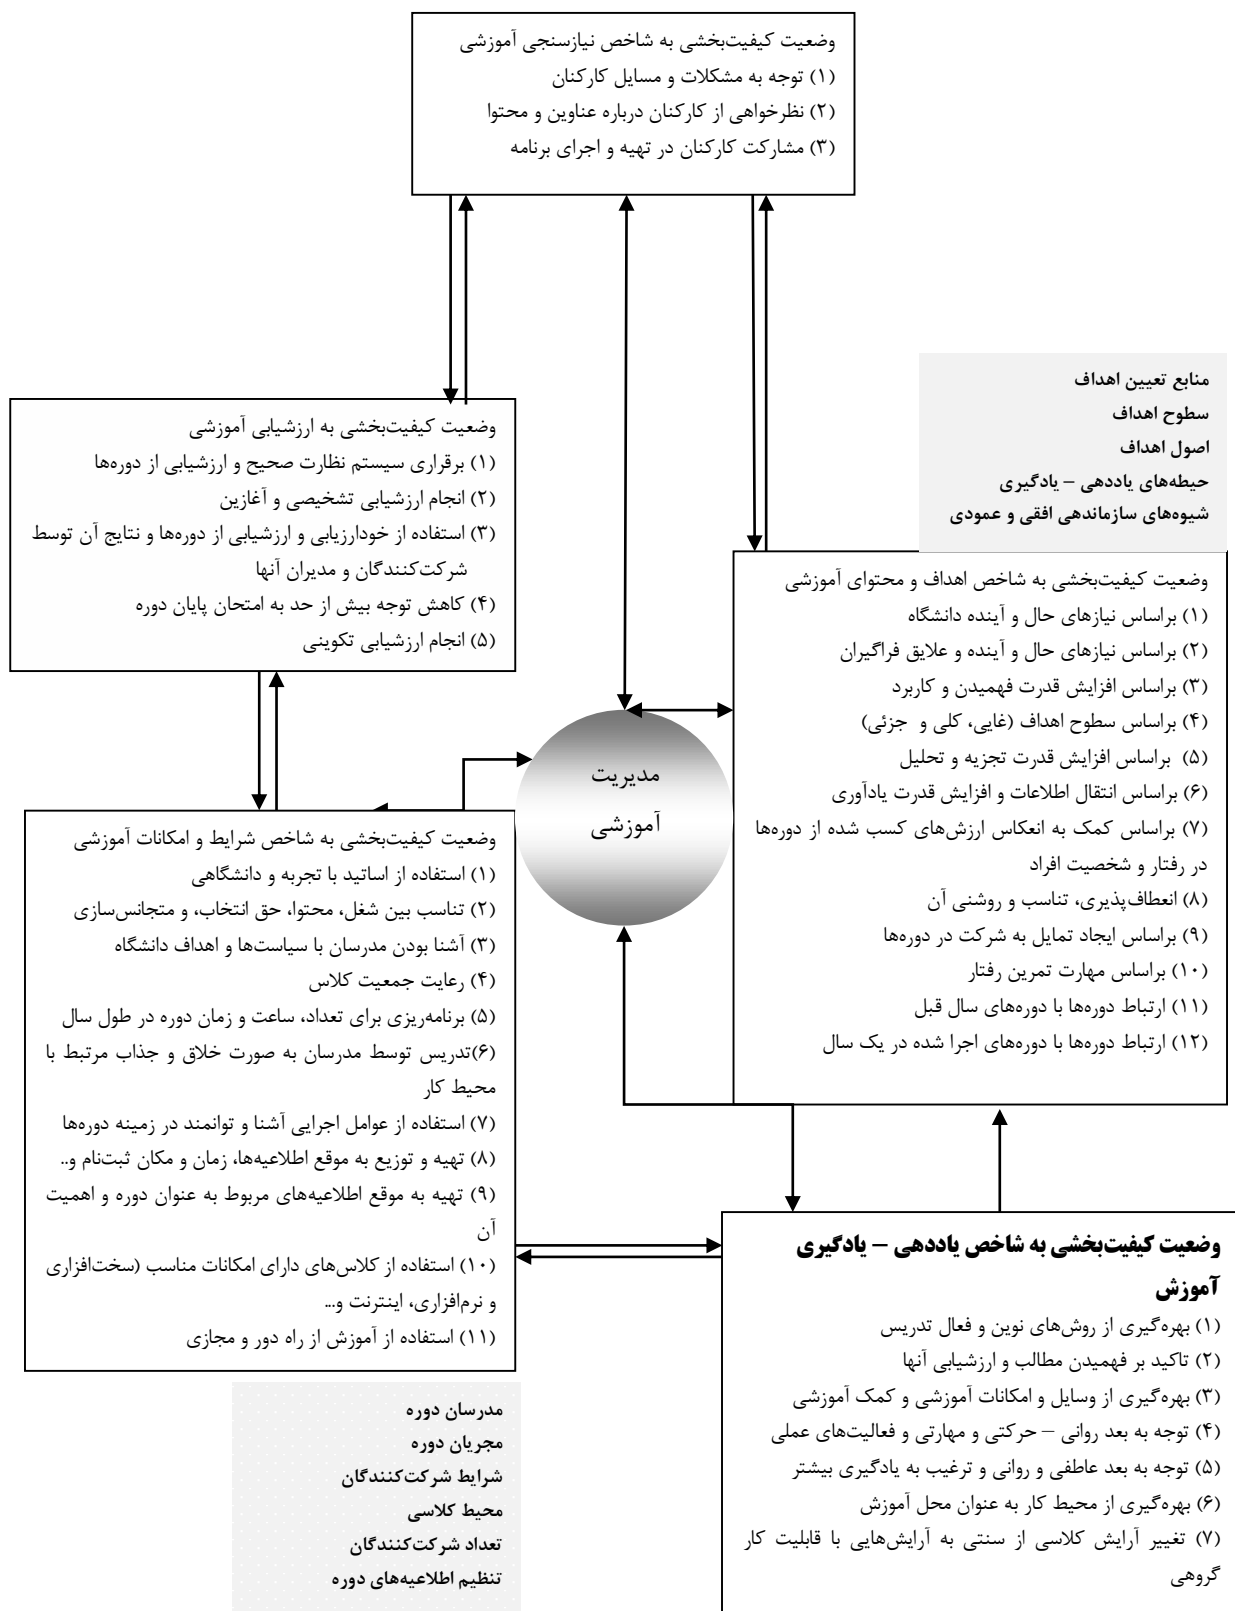 وضعیت کیفیت‌بخشی به شاخص نیازسنجی آموزشی
(۱) توجه به مشکلات و مسایل کارکنان
(۲) نظرخواهی از کارکنان درباره عناوین و محتوا
(۳) مشارکت کارکنان در تهیه و اجرای برنامه
منابع تعیین اهداف
سطوح اهداف
اصول اهداف
حیطه‌های یاددهی – یادگیری
شیوه‌های سازماندهی افقی و عمودی
وضعیت کیفیت‌بخشی به شاخص اهداف و محتوای آموزشی
(۱) براساس نیازهای حال و آینده دانشگاه
(۲) براساس نیازهای حال و آینده و علایق فراگیران
(۳) براساس افزایش قدرت فهمیدن و کاربرد
(۴) براساس سطوح اهداف (غایی، کلی و جزئی)
(۵) براساس افزایش قدرت تجزیه و تحلیل
(۶) براساس انتقال اطلاعات و افزایش قدرت یادآوری
(۷) براساس کمک به انعکاس ارزش‌های کسب شده از دوره‌ها
در رفتار و شخصیت افراد
(۸) انعطاف‌پذیری، تناسب و روشنی آن
(۹) براساس ایجاد تمایل به شرکت در دوره‌ها
(۱۰) براساس مهارت تمرین رفتار
(۱۱) ارتباط دوره‌ها با دوره‌های سال قبل
(۱۲) ارتباط دوره‌ها با دوره‌های اجرا شده در یک سال
وضعیت کیفیت‌بخشی به ارزشیابی آموزشی
(۱) برقراری سیستم نظارت صحیح و ارزشیابی از دوره‌ها
(۲) انجام ارزشیابی تشخیصی و آغازین
(۳) استفاده از خودارزیابی و ارزشیابی از دوره‌ها و نتایج آن توسط
شرکت‌کنندگان و مدیران آنها
(۴) کاهش توجه بیش از حد به امتحان پایان دوره
(۵) انجام ارزشیابی تکوینی
مدیریت
آموزشی
وضعیت کیفیت‌بخشی به شاخص شرایط و امکانات آموزشی
(۱) استفاده از اساتید با تجربه و دانشگاهی
(۲) تناسب بین شغل، محتوا، حق انتخاب، و متجانس‌سازی
(۳) آشنا بودن مدرسان با سیاست‌ها و اهداف دانشگاه
(۴) رعایت جمعیت کلاس
(۵) برنامه‌ریزی برای تعداد، ساعت و زمان دوره در طول سال
(۶)تدریس توسط مدرسان به صورت خلاق و جذاب مرتبط با
محیط کار
(۷) استفاده از عوامل اجرایی آشنا و توانمند در زمینه دوره‌ها
(۸) تهیه و توزیع به موقع اطلاعیه‌ها، زمان و مکان ثبت‌نام و..
(۹) تهیه به موقع اطلاعیه‌های مربوط به عنوان دوره و اهمیت
آن
(۱۰) استفاده از کلاس‌های دارای امکانات مناسب (سخت‌افزاری
و نرم‌افزاری، اینترنت و...
(۱۱) استفاده از آموزش از راه دور و مجازی
وضعیت کیفیت‌بخشی به شاخص یاددهی – یادگیری
آموزش
(۱) بهره‌گیری از روش‌های نوین و فعال تدریس
(۲) تاکید بر فهمیدن مطالب و ارزشیابی آنها
(۳) بهره‌گیری از وسایل و امکانات آموزشی و کمک آموزشی
(۴) توجه به بعد روانی – حرکتی و مهارتی و فعالیت‌های عملی
(۵) توجه به بعد عاطفی و روانی و ترغیب به یادگیری بیشتر
(۶) بهره‌گیری از محیط کار به عنوان محل آموزش
(۷) تغییر آرایش کلاسی از سنتی به آرایش‌هایی با قابلیت کار
گروهی
مدرسان دوره
مجریان دوره
شرایط شرکت‌کنندگان
محیط کلاسی
تعداد شرکت‌کنندگان
تنظیم اطلاعیه‌های دوره